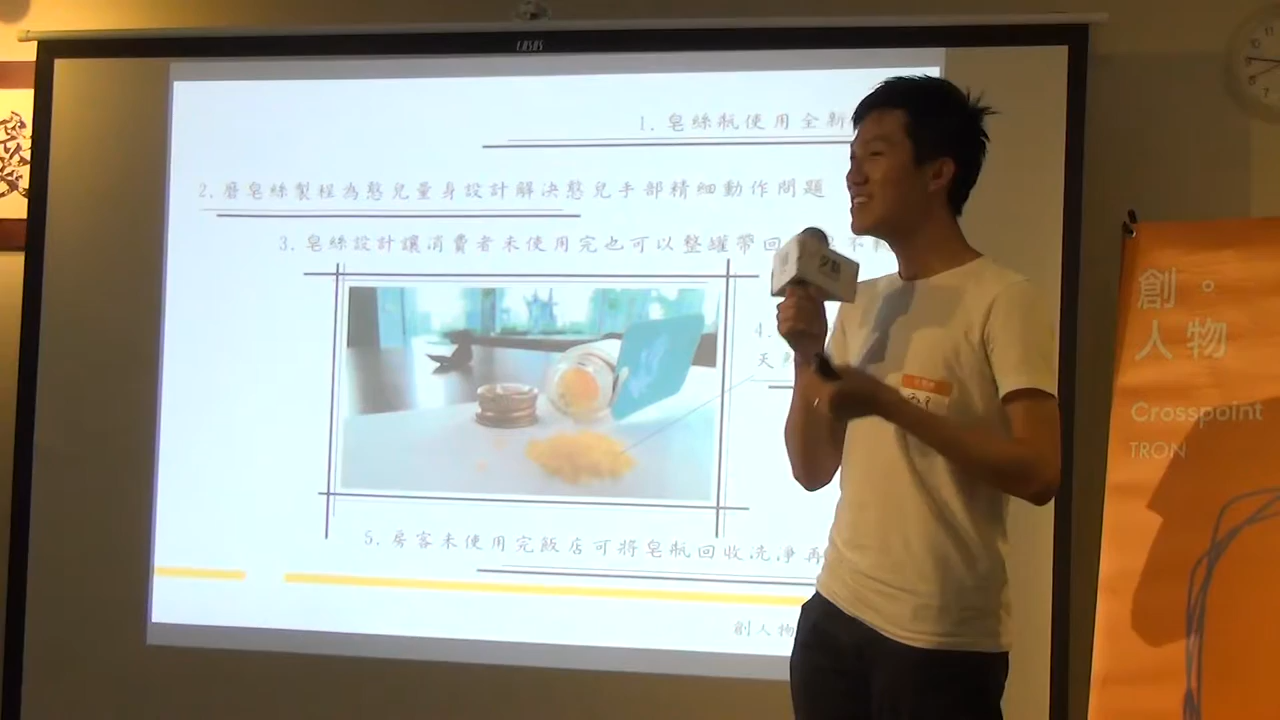 1. 皂絲瓶使用全新
2. 磨皂絲製程為憨兒量身設計解決憨兒手部精細動作問題
3. 皂絲設計讓消費者未使用完也可以整罐帶回
4.
天然
5. 房客未使用完飯店可將皂瓶回收洗淨再
創人物
創。
人物
Crosspoint
TRON